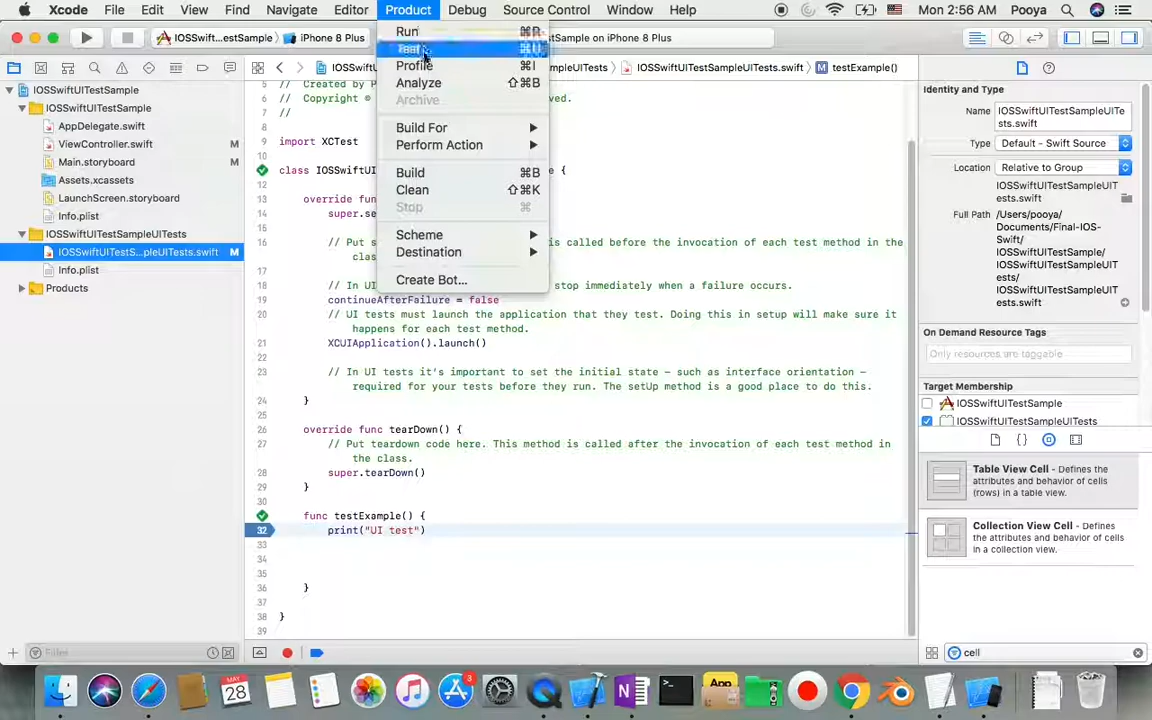 Xcode File Edit View Find Navigate Editor Product Debug Source Control Window Help Mon 2:56 AM Pooya
IOSSwift...estSample iPhone 8 Plus
Sample on iPhone 8 Plus
Run ⌘R
Test ⌘U
Profile ⌘I
Analyze ⇧⌘B
Archive
Build For
Perform Action
Build ⌘B
Clean ⇧⌘K
Stop ⌘.
Scheme
Destination
Create Bot...
IOSSwiftUITestSample
IOSSwiftUITestSample
AppDelegate.swift
ViewController.swift M
Main.storyboard M
Assets.xcassets
LaunchScreen.storyboard
Info.plist
IOSSwiftUITestSampleUITests
IOSSwiftUITestS...pleUITests.swift M
Info.plist
Products
Filter
IOSSw
pleUITests
IOSSwiftUITestSampleUITests.swift
M testExample()
5 // Created by P
6 // Copyright ©
ved.
7 //
8
9 import XCTest
10
class IOSSwiftUI
e {
12
13 override fun
14 super.se
15
16 // Put s
is called before the invocation of each test method in the
clas
17
18 // In UI
stop immediately when a failure occurs.
19 continueAfterFailure = false
20 // UI tests must launch the application that they test. Doing this in setup will make sure it
happens for each test method.
21 XCUIApplication().launch()
22
23 // In UI tests it's important to set the initial state - such as interface orientation -
required for your tests before they run. The setUp method is a good place to do this.
24 }
25
26 override func tearDown() {
27 // Put teardown code here. This method is called after the invocation of each test method in
the class.
28 super.tearDown()
29 }
30
func testExample() {
32 print("UI test")
33
34
35
36 }
37
38 }
39
Identity and Type
Name IOSSwiftUITestSampleUITe
sts.swift
Type Default - Swift Source
Location Relative to Group
IOSSwiftUITestSampleUIT
ests.swift
Full Path /Users/pooya/
Documents/Final-IOS-
Swift/
IOSSwiftUITestSample/
IOSSwiftUITestSampleUIT
ests/
IOSSwiftUITestSampleUIT
ests.swift
On Demand Resource Tags
Only resources are taggable
Target Membership
IOSSwiftUITestSample
IOSSwiftUITestSampleUITests
{ }
Table View Cell - Defines the
attributes and behavior of cells
(rows) in a table view.
Collection View Cell - Defines
the attributes and behavior of cells
in a collection view.
cell
MAY
28
3
N
App